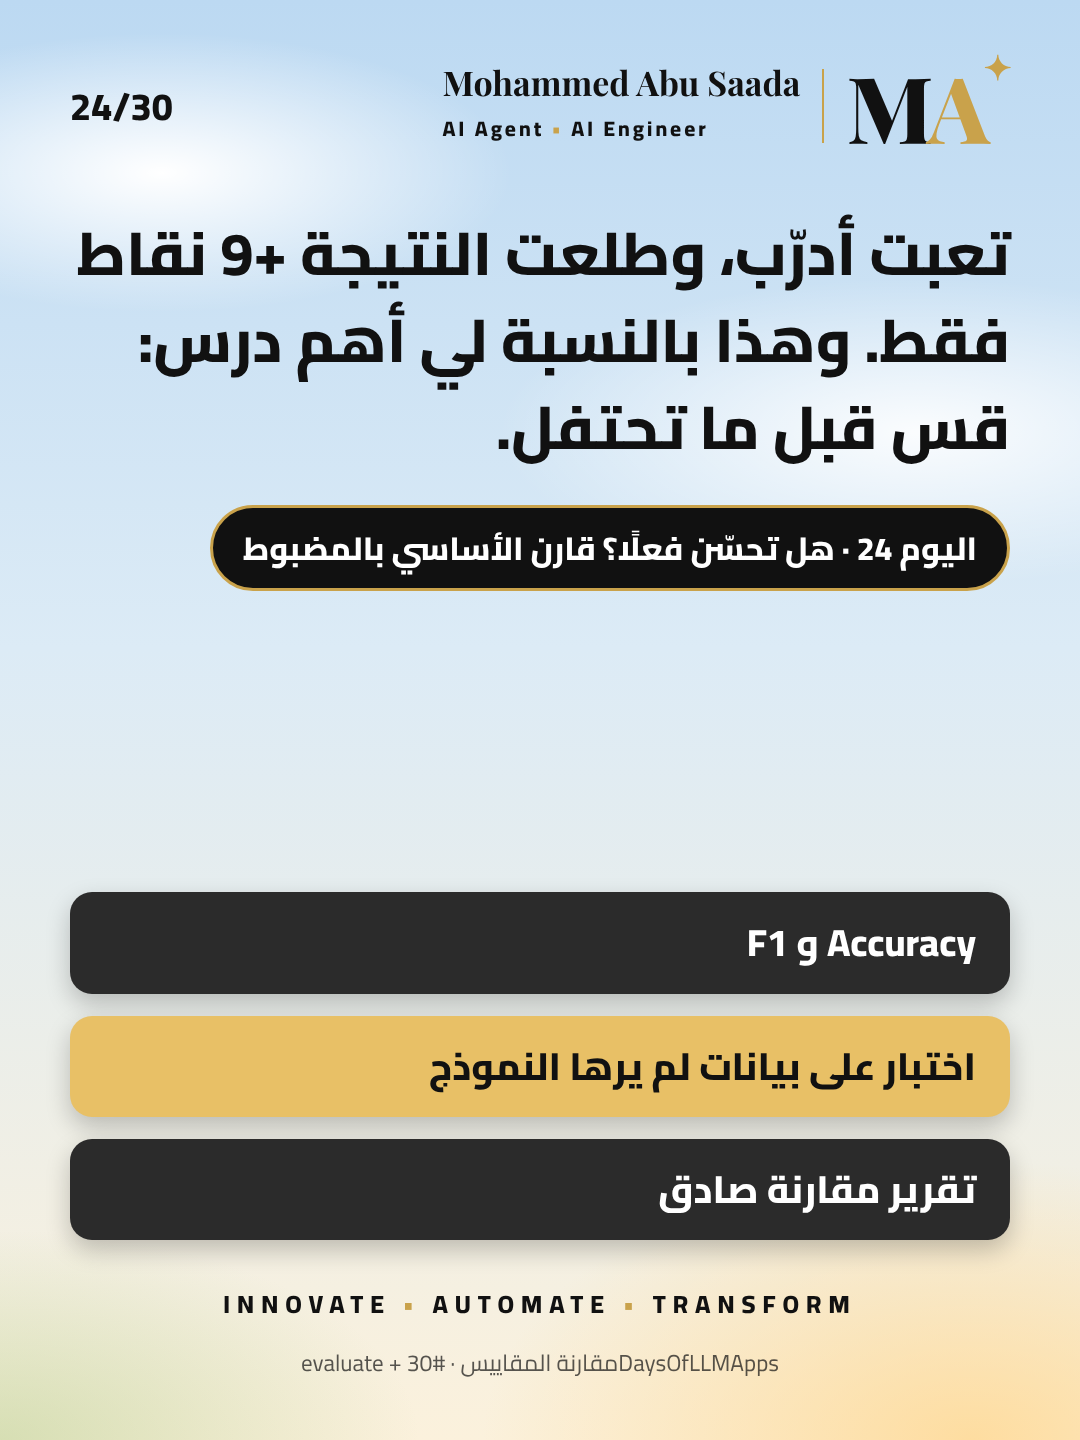 24/30
Mohammed Abu Saada
AI Agent ▪ AI Engineer
MA
تعبت أدرّب، وطلعت النتيجة +9 نقاط
فقط. وهذا بالنسبة لي أهم درس:
قس قبل ما تحتفل.
اليوم 24 · هل تحسّن فعلًا؟ قارن الأساسي بالمضبوط
Accuracy و F1
اختبار على بيانات لم يرها النموذج
تقرير مقارنة صادق
INNOVATE ▪ AUTOMATE ▪ TRANSFORM
evaluate + مقارنة المقاييس · #30DaysOfLLMApps